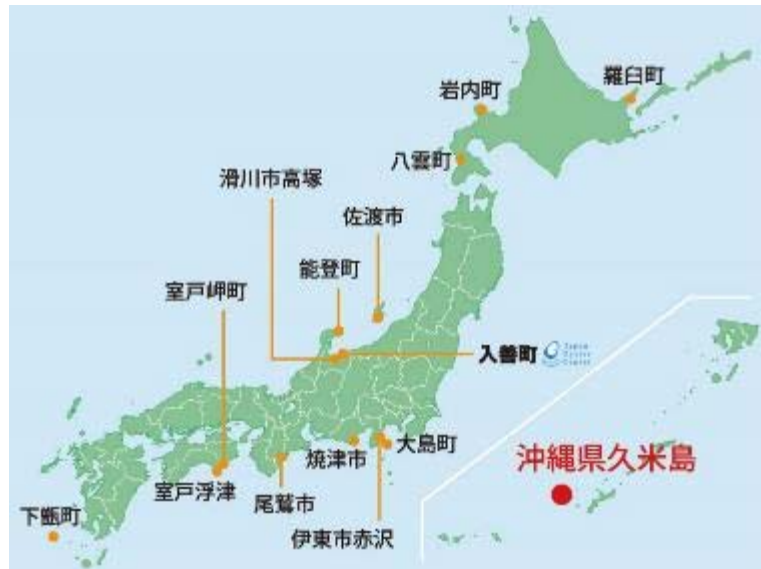 羅臼町
岩内町
八雲町
滑川市高塚
佐渡市
能登町
室戸岬町
入善町
大島町
焼津市
沖縄県久米島
室戸浮津
尾鷲市
下甑町
伊東市赤沢